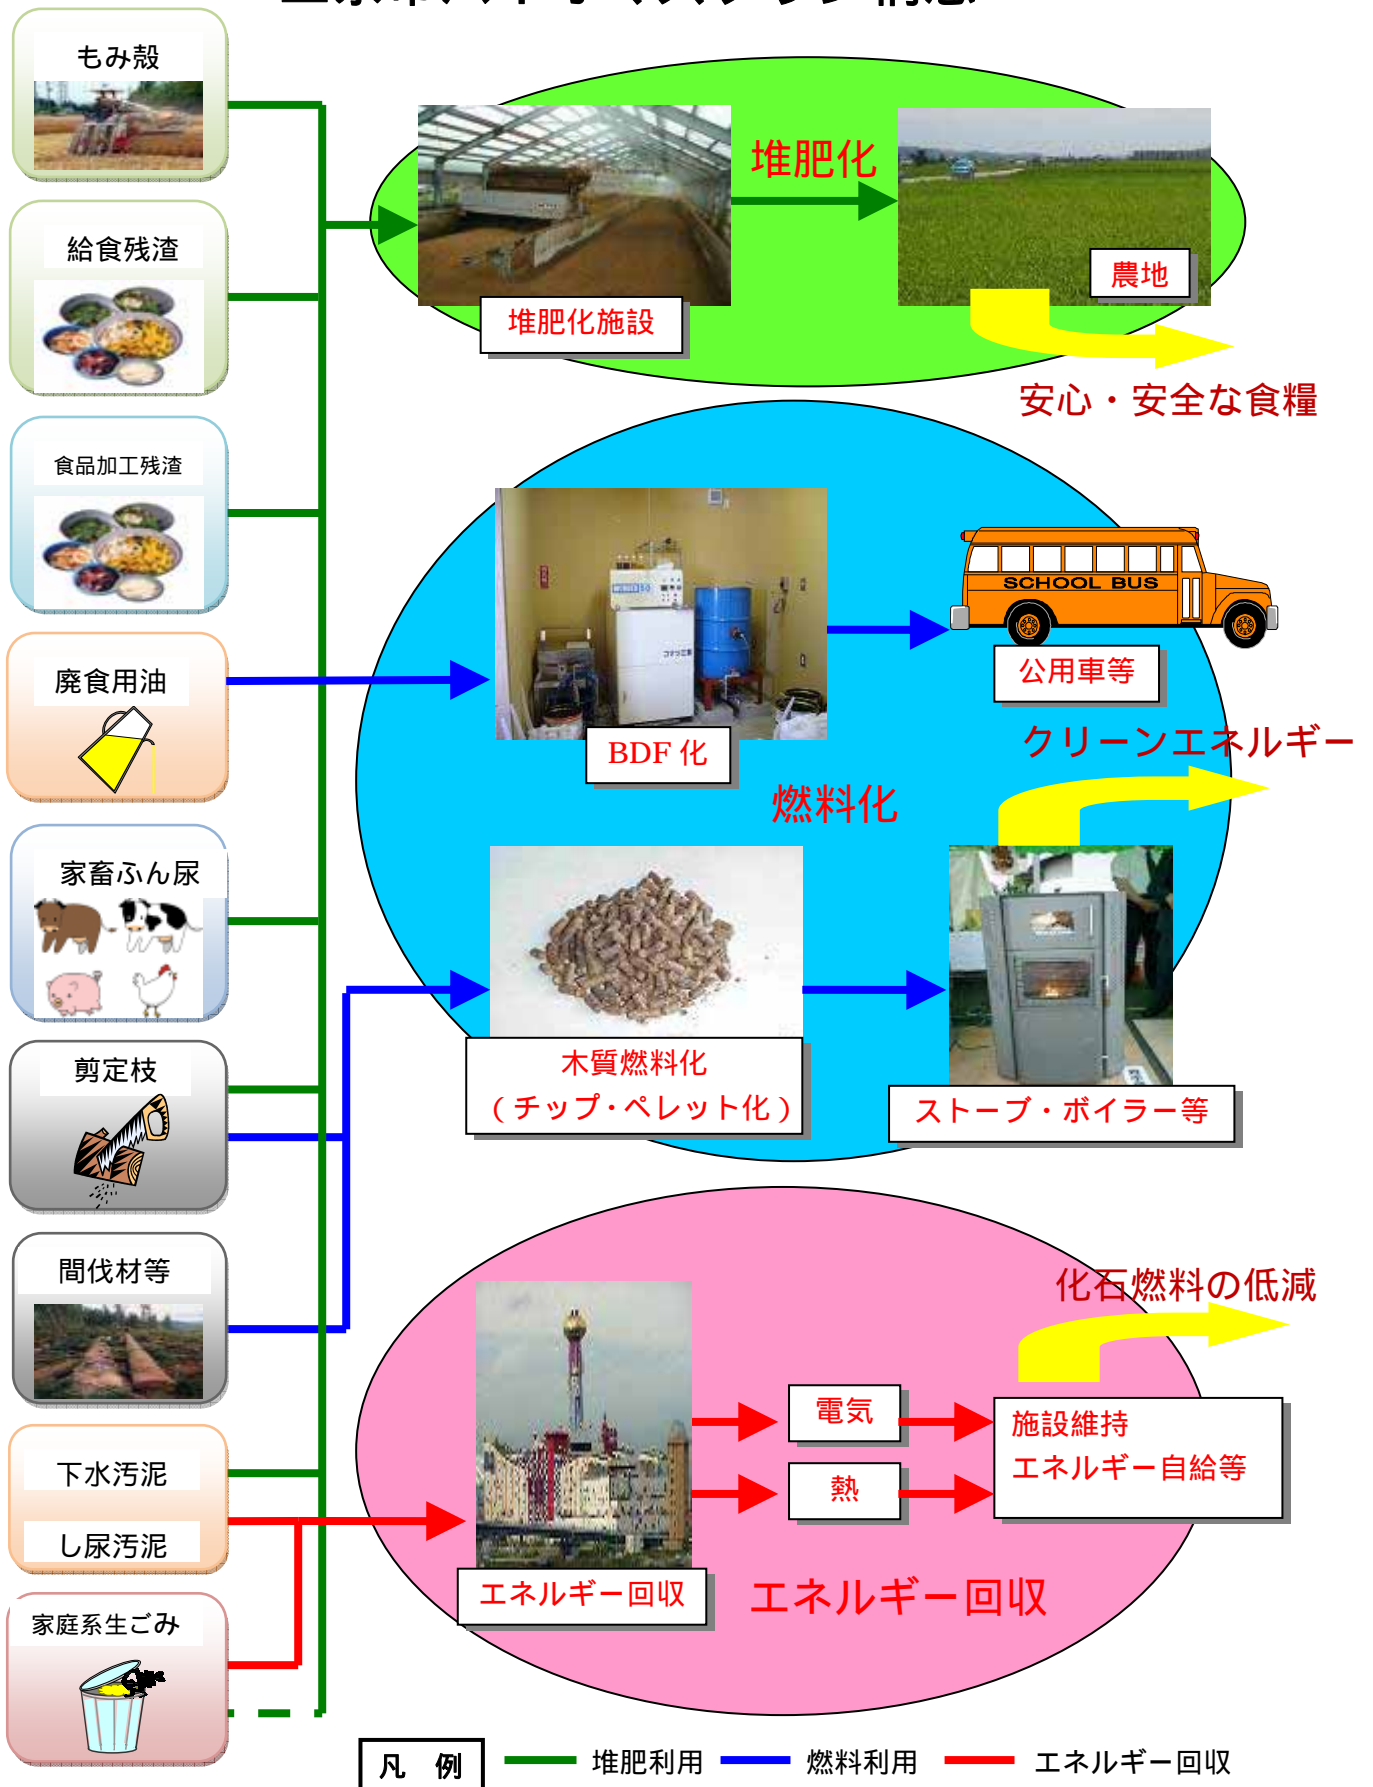 もみ殻
給食残渣
食品加工残渣
廃食用油
家畜ふん尿
剪定枝
間伐材等
下水汚泥
し尿汚泥
家庭系生ごみ
堆肥化
堆肥化施設
農地
安心・安全な食糧
SCHOOL BUS
公用車等
BDF 化
クリーンエネルギー
燃料化
木質燃料化
（チップ・ペレット化）
ストーブ・ボイラー等
化石燃料の低減
電気
熱
施設維持
エネルギー自給等
エネルギー回収
エネルギー回収
凡 例
堆肥利用
燃料利用
エネルギー回収